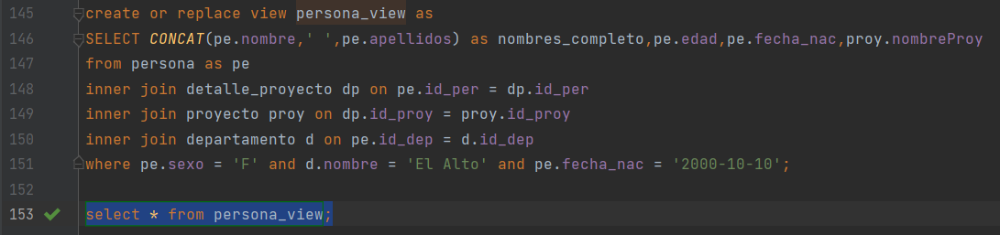 145 create or replace view persona_view as
146 SELECT CONCAT(pe.nombre,' ',pe.apellidos) as nombres_completo,pe.edad,pe.fecha_nac,proy.nombreProy
147 from persona as pe
148 inner join detalle_proyecto dp on pe.id_per = dp.id_per
149 inner join proyecto proy on dp.id_proy = proy.id_proy
150 inner join departamento d on pe.id_dep = d.id_dep
151 where pe.sexo = 'F' and d.nombre = 'El Alto' and pe.fecha_nac = '2000-10-10';
152
153 select * from persona_view;